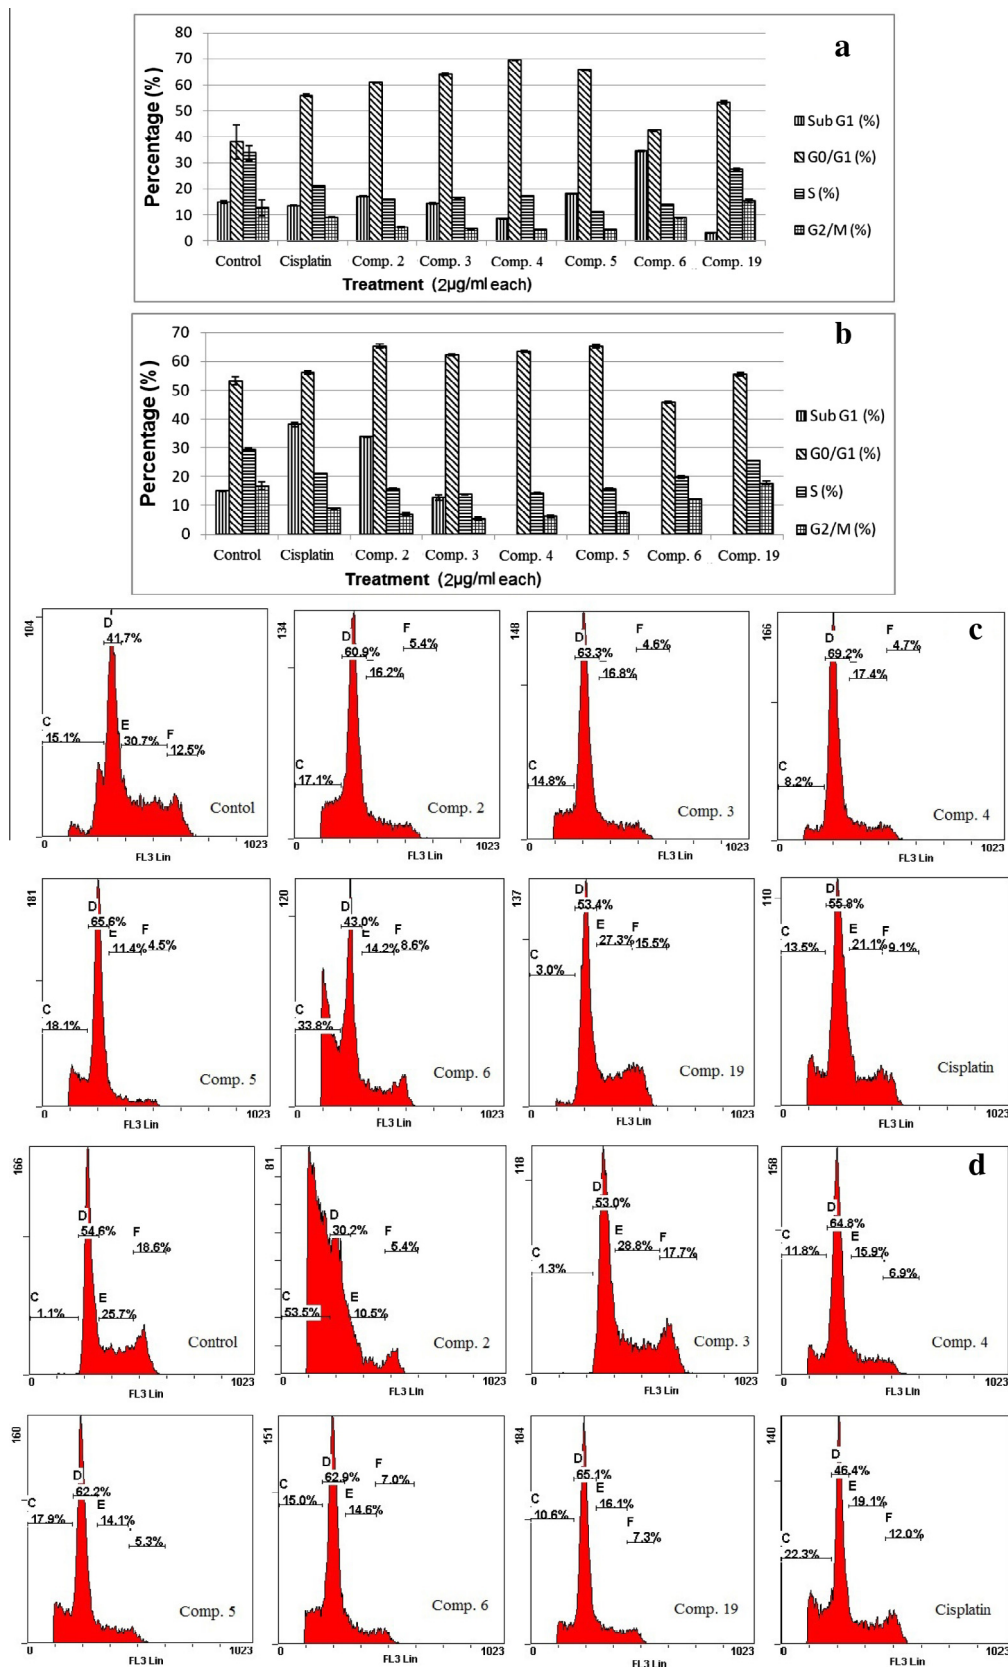 a
80
70
60
50
40
30
20
10
0
Percentage (%)
Sub G1 (%)
G0/G1 (%)
S (%)
G2/M (%)
Control Cisplatin Comp. 2 Comp. 3 Comp. 4 Comp. 5 Comp. 6 Comp. 19
Treatment (2µg/ml each)
b
70
60
50
40
30
20
10
0
Percentage (%)
Sub G1 (%)
G0/G1 (%)
S (%)
G2/M (%)
Control Cisplatin Comp. 2 Comp. 3 Comp. 4 Comp. 5 Comp. 6 Comp. 19
Treatment (2µg/ml each)
c
104
D
41.7%
C
15.1%
E
30.7%
F
12.5%
Contol
0 1023
FL3 Lin
134
D
60.9%
F
5.4%
16.2%
C
17.1%
Comp. 2
0 1023
FL3 Lin
148
D
63.3%
F
4.6%
16.8%
C
14.8%
Comp. 3
0 1023
FL3 Lin
166
D
69.2%
F
4.7%
17.4%
C
8.2%
Comp. 4
0 1023
FL3 Lin
181
D
65.6%
E
11.4%
F
4.5%
C
18.1%
Comp. 5
0 1023
FL3 Lin
120
D
43.0%
E
14.2%
F
8.6%
C
33.8%
Comp. 6
0 1023
FL3 Lin
137
D
53.4%
E
27.3%
F
15.5%
C
3.0%
Comp. 19
0 1023
FL3 Lin
110
D
55.8%
C
13.5%
E
21.1%
F
9.1%
Cisplatin
0 1023
FL3 Lin
d
166
D
54.6%
F
18.6%
C
1.1%
E
25.7%
Control
0 1023
FL3 Lin
81
D
30.2%
F
5.4%
C
53.5%
E
10.5%
Comp. 2
0 1023
FL3 Lin
118
D
53.0%
E
28.8%
F
17.7%
C
1.3%
Comp. 3
0 1023
FL3 Lin
158
D
64.8%
C
11.8%
E
15.9%
6.9%
Comp. 4
0 1023
FL3 Lin
160
D
62.2%
C
17.9%
E
14.1%
5.3%
Comp. 5
0 1023
FL3 Lin
151
D
62.9%
F
7.0%
C
15.0%
E
14.6%
Comp. 6
0 1023
FL3 Lin
184
D
65.1%
C
10.6%
E
16.1%
F
7.3%
Comp. 19
0 1023
FL3 Lin
140
D
46.4%
E
19.1%
F
12.0%
C
22.3%
Cisplatin
0 1023
FL3 Lin